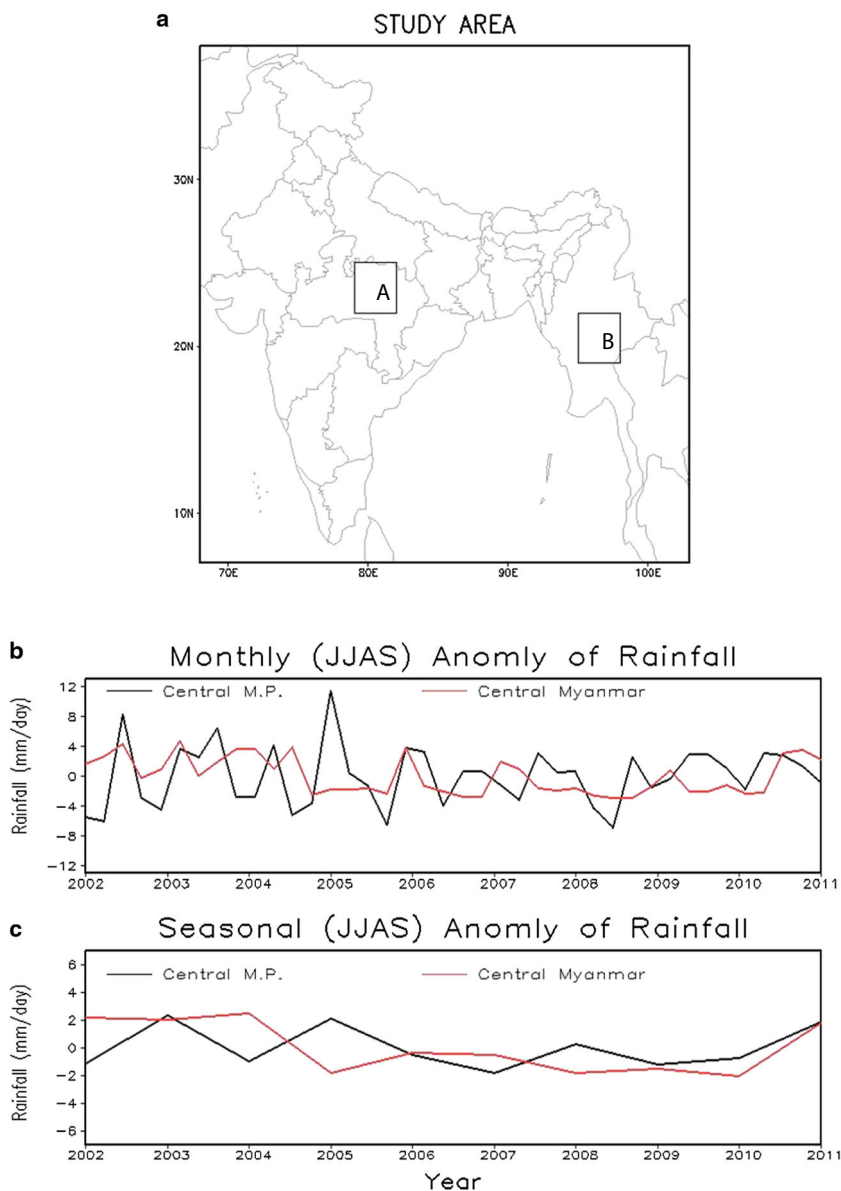 a
STUDY AREA
30N
20N
10N
A
B
70E 80E 90E 100E
b
Monthly (JJAS) Anomly of Rainfall
Central M.P. Central Myanmar
Rainfall (mm/day)
12
8
4
0
−4
−8
−12
2002 2003 2004 2005 2006 2007 2008 2009 2010 2011
c
Seasonal (JJAS) Anomly of Rainfall
Central M.P. Central Myanmar
Rainfall (mm/day)
6
4
2
0
−2
−4
−6
2002 2003 2004 2005 2006 2007 2008 2009 2010 2011
Year